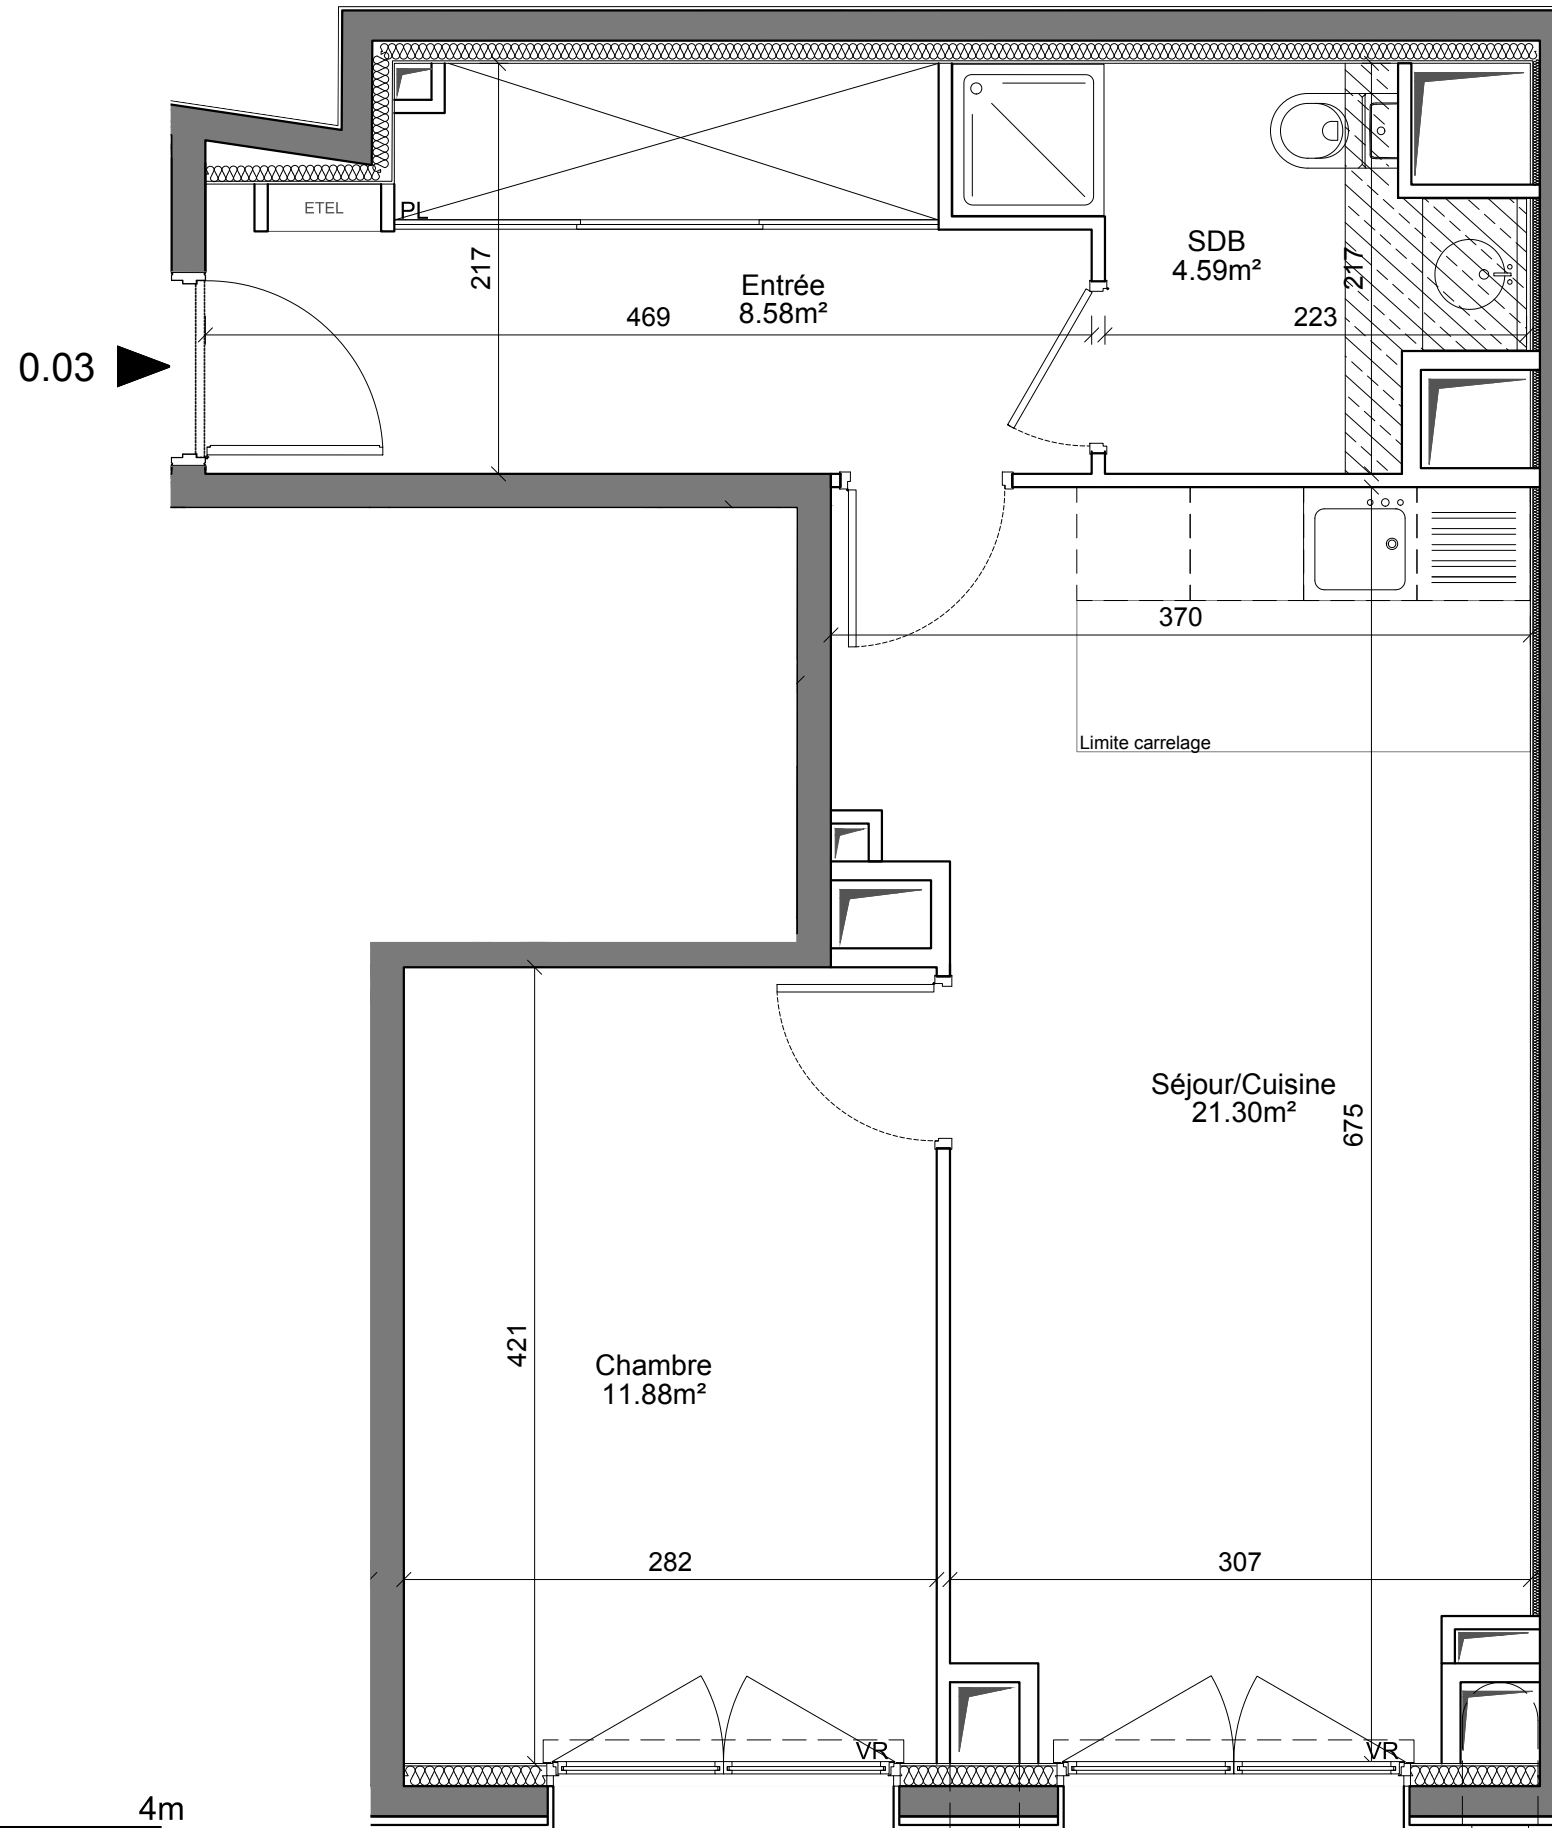 ETEL
PL
217
Entrée
8.58m²
469
SDB
4.59m²
217
223
0.03
370
Limite carrelage
Séjour/Cuisine
21.30m²
675
421
Chambre
11.88m²
282
307
VR
VR
4m